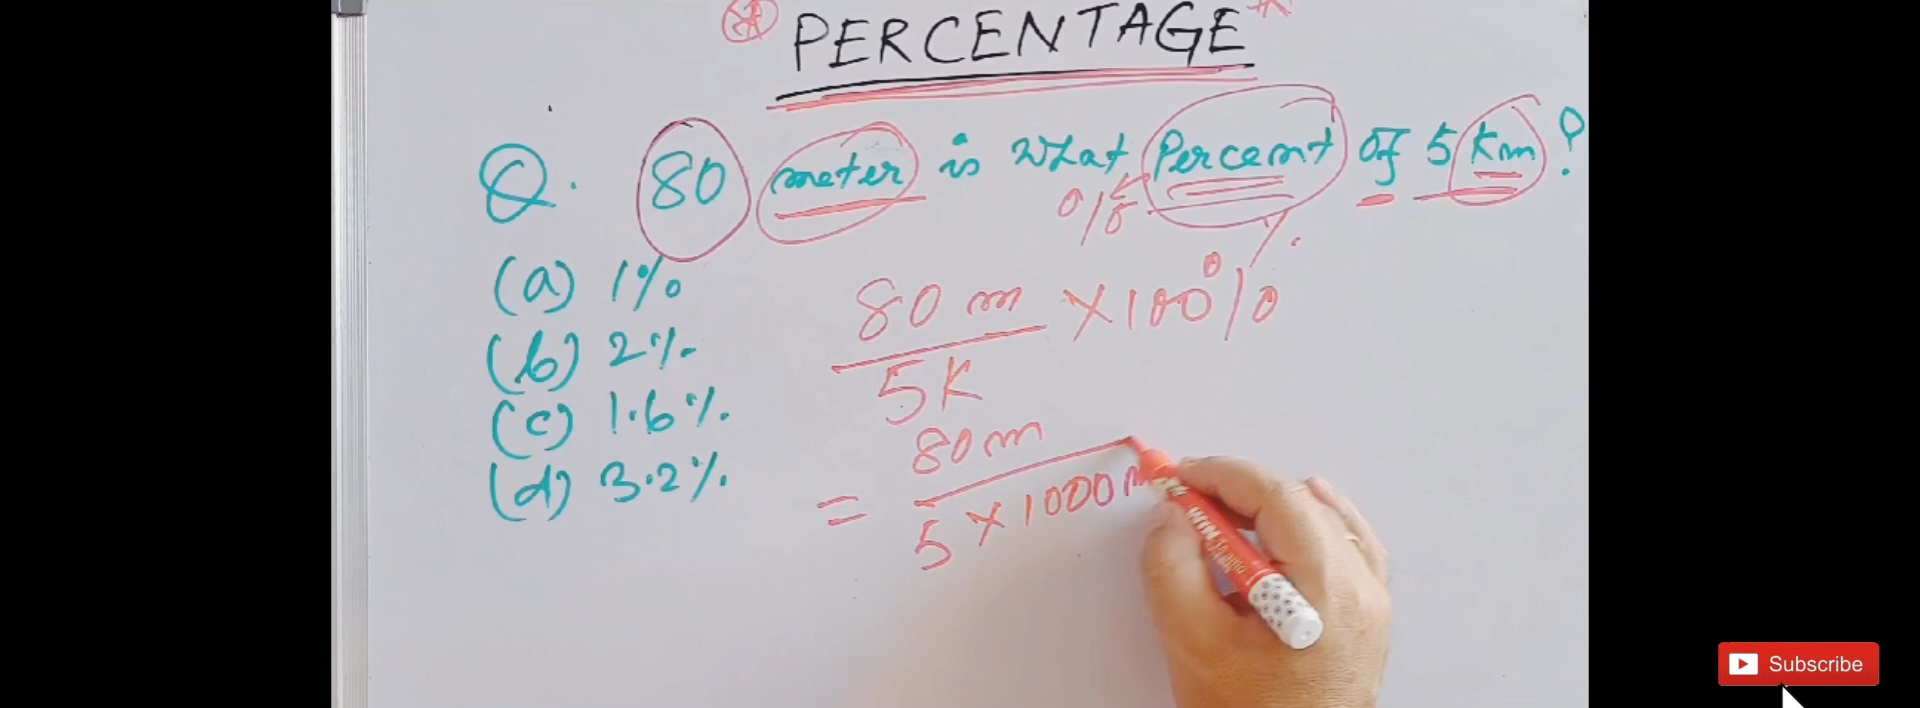 PERCENTAGE
Q. 80 meter is what Percent of 5 Km ?
%
(a) 1%
(b) 2%
(c) 1.6%
(d) 3.2%
80 m × 100%
5K
= 80m
5 × 1000 m
Subscribe